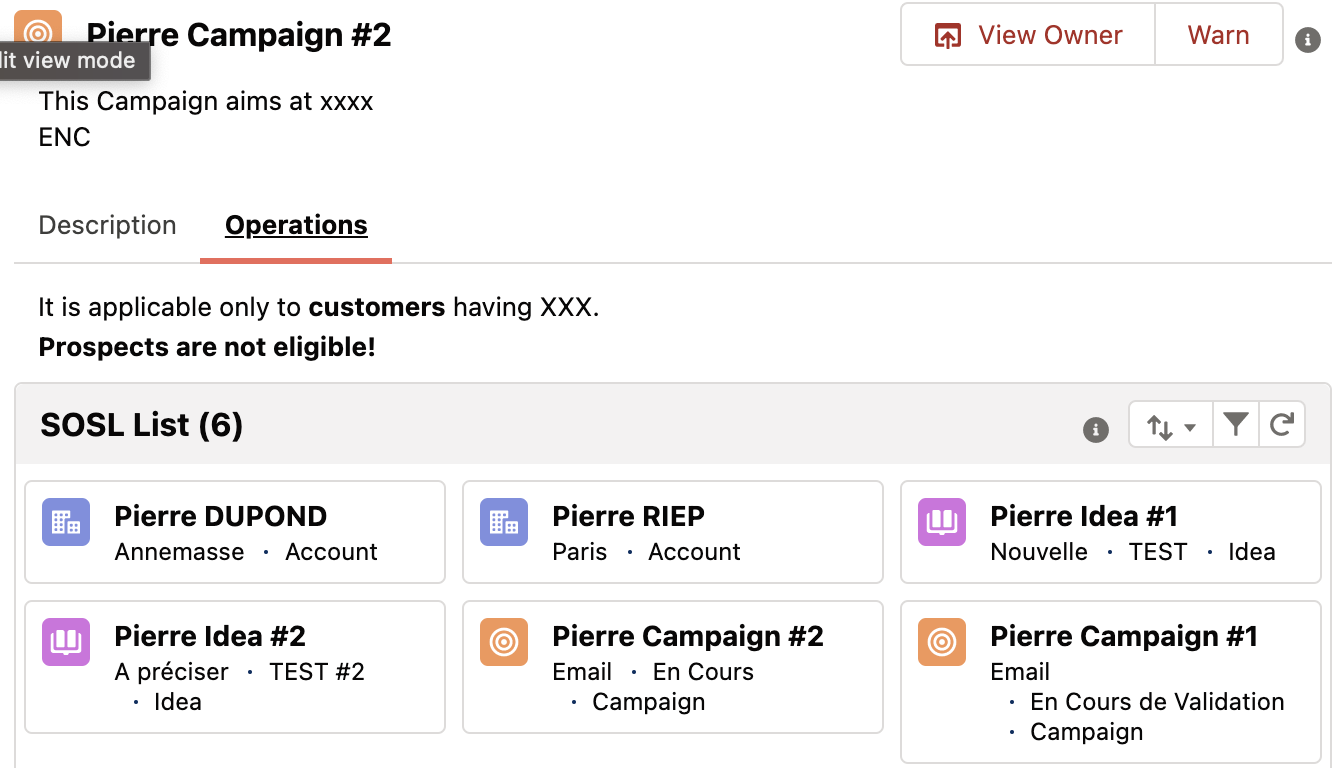 Pierre Campaign #2
View Owner
Warn
dit view mode
This Campaign aims at xxxx
ENC
Description
Operations
It is applicable only to customers having XXX.
Prospects are not eligible!
SOSL List (6)
Pierre DUPOND
Annemasse · Account
Pierre RIEP
Paris · Account
Pierre Idea #1
Nouvelle · TEST · Idea
Pierre Idea #2
A préciser · TEST #2
· Idea
Pierre Campaign #2
Email · En Cours
· Campaign
Pierre Campaign #1
Email
· En Cours de Validation
· Campaign